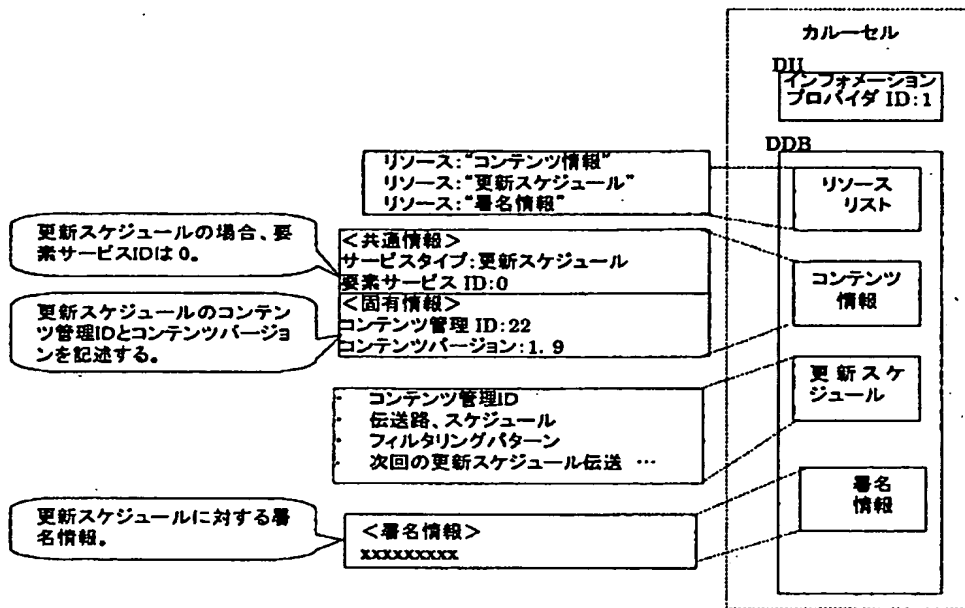 カルーセル
DII
インフォメーション
プロバイダ ID:1
DDB
リソース:"コンテンツ情報"
リソース:"更新スケジュール"
リソース:"署名情報"
リソース
リスト
更新スケジュールの場合、要
素サービスIDは 0。
<共通情報>
サービスタイプ:更新スケジュール
要素サービス ID:0
<固有情報>
コンテンツ管理 ID:22
コンテンツバージョン:1. 9
コンテンツ
情報
更新スケジュールのコンテン
ツ管理IDとコンテンツバージョ
ンを記述する。
・ コンテンツ管理ID
・ 伝送路、スケジュール
・ フィルタリングパターン
・ 次回の更新スケジュール伝送 …
更新スケ
ジュール
更新スケジュールに対する署
名情報。
<署名情報>
xxxxxxxxx
署名
情報